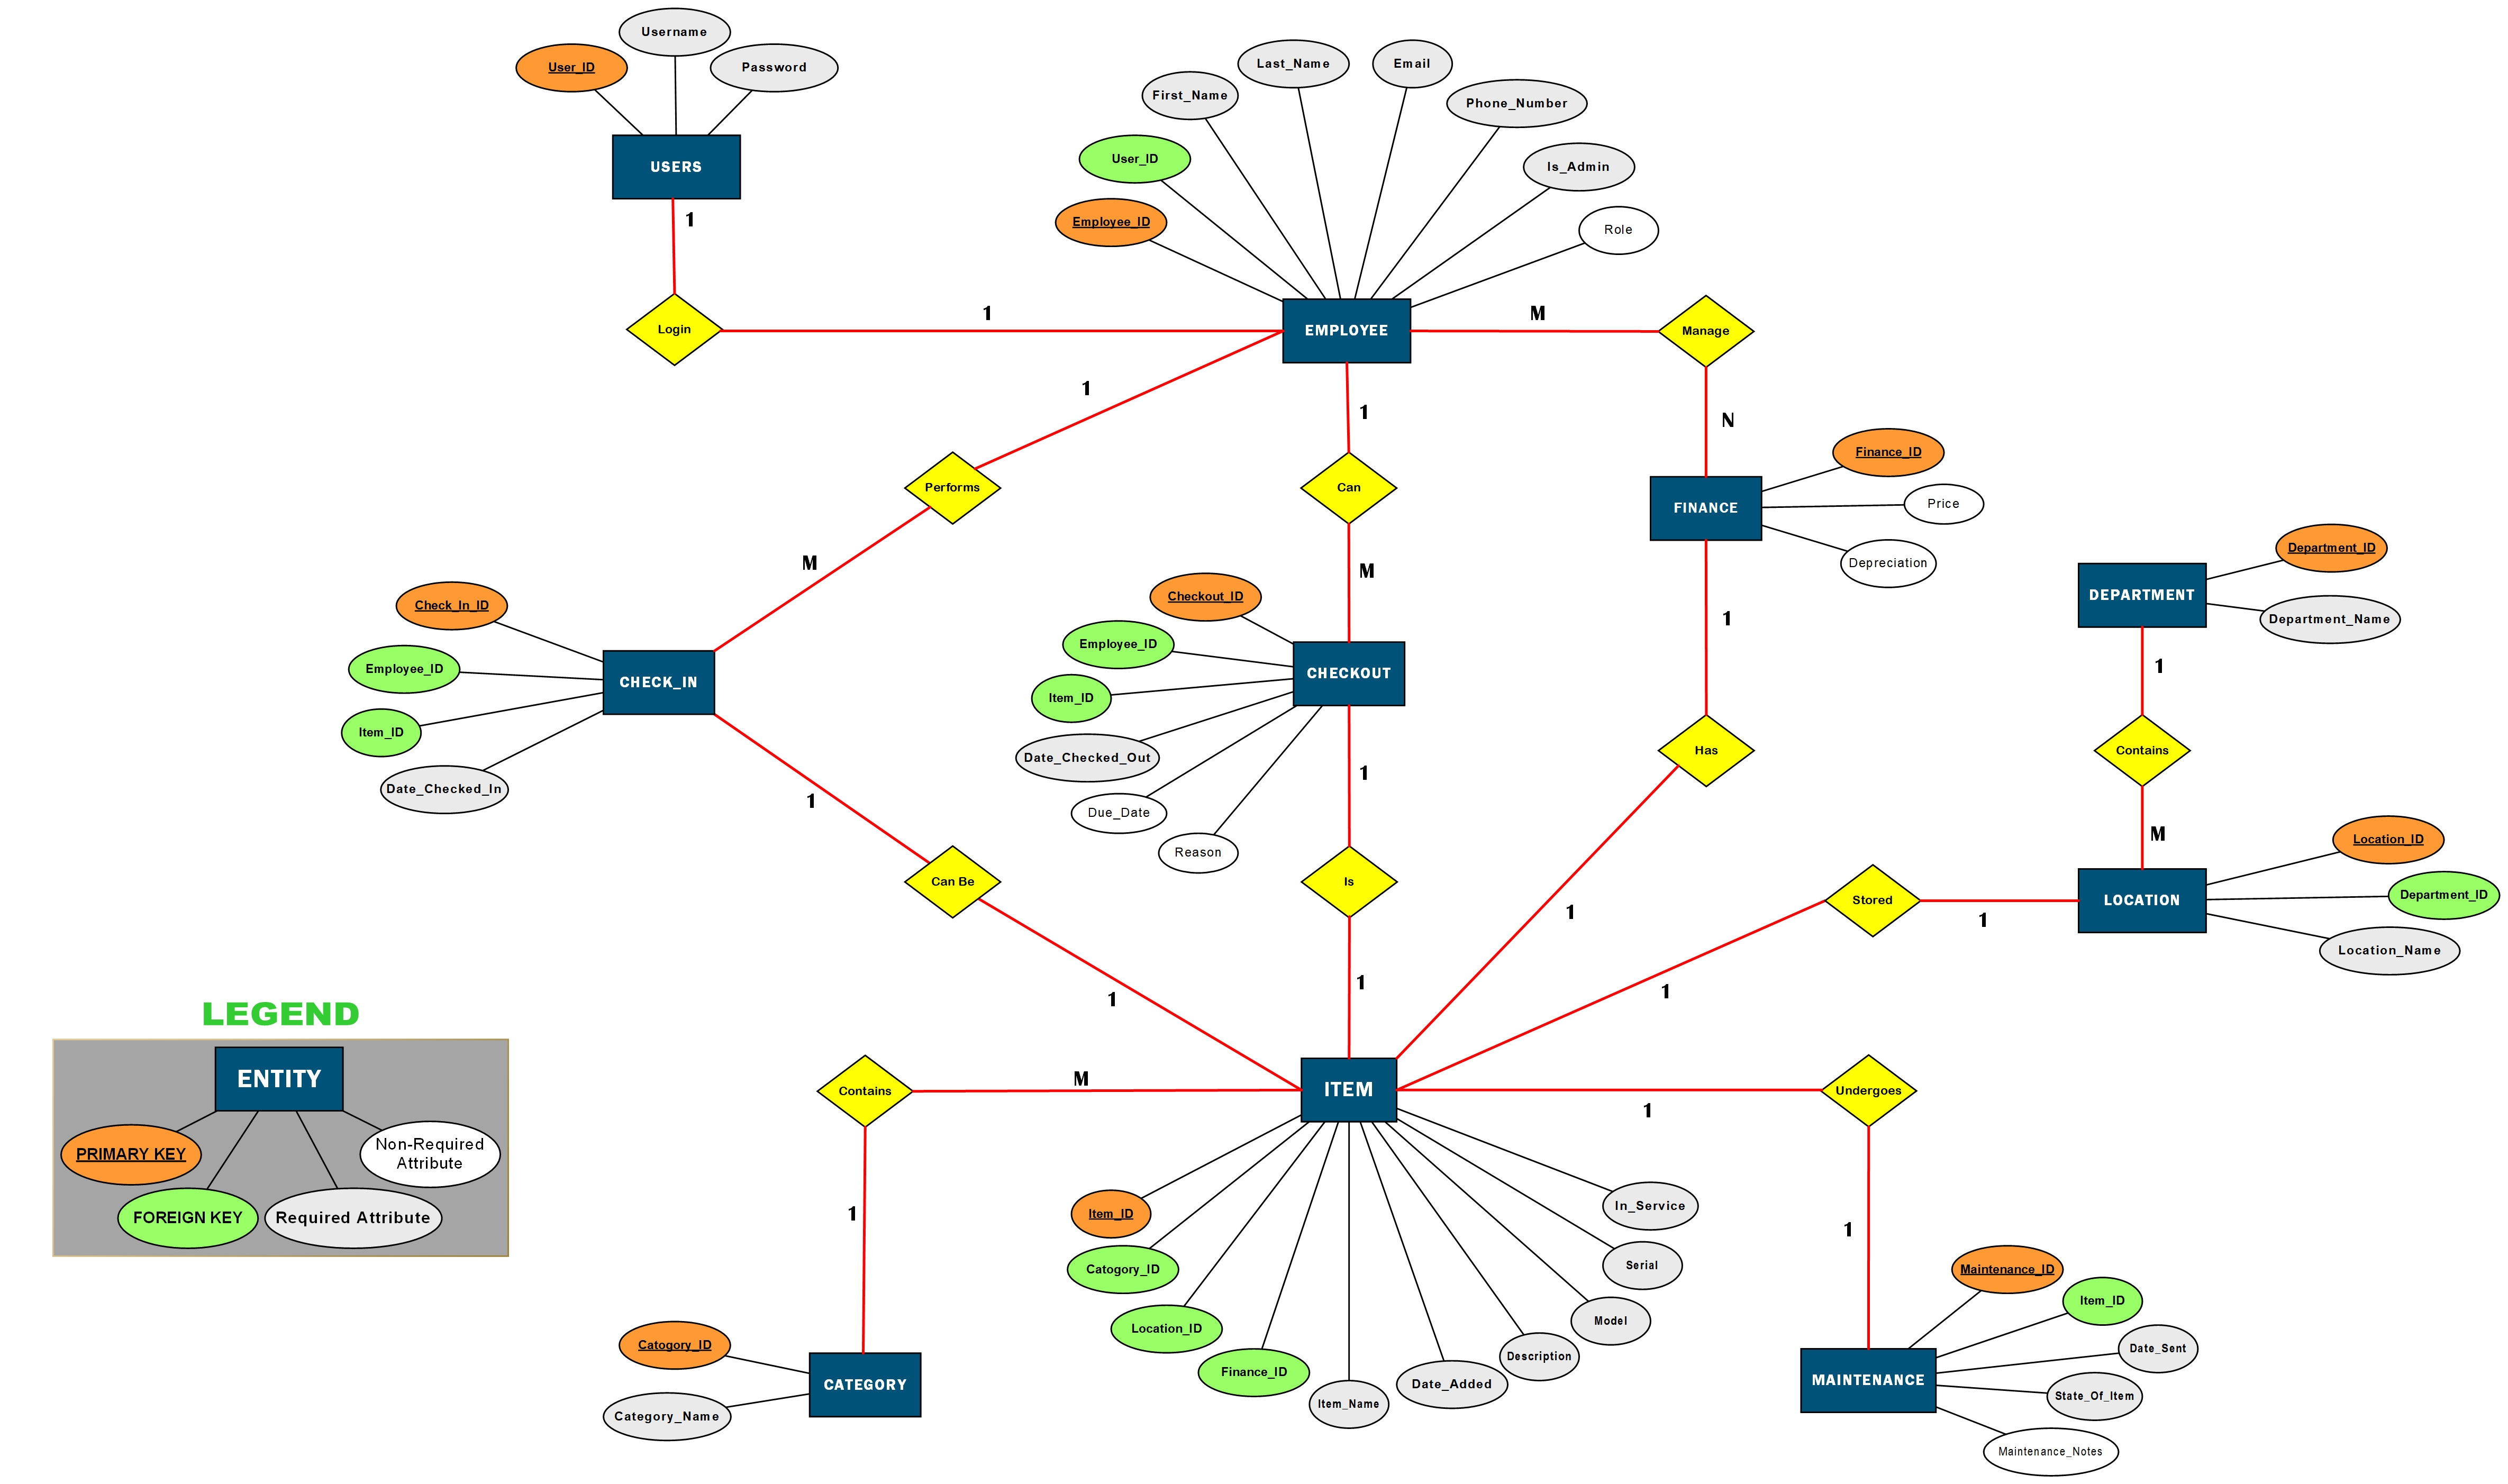 Username
User_ID
Password
USERS
1
Login
1
Last_Name
Email
First_Name
Phone_Number
User_ID
Is_Admin
Employee_ID
Role
EMPLOYEE
M
Manage
1
1
N
Performs
Can
M
M
Finance_ID
FINANCE
Price
Depreciation
1
Check_In_ID
Employee_ID
CHECK_IN
Item_ID
Date_Checked_In
1
Checkout_ID
Employee_ID
CHECKOUT
Item_ID
Date_Checked_Out
Due_Date
Reason
1
Department_ID
DEPARTMENT
Department_Name
1
Has
Contains
M
Can Be
Is
1
Location_ID
Stored
LOCATION
Department_ID
1
Location_Name
1
1
1
LEGEND
ENTITY
PRIMARY KEY
Non-Required
Attribute
FOREIGN KEY
Required Attribute
Contains
M
ITEM
Undergoes
1
1
1
Item_ID
Catogory_ID
Location_ID
Finance_ID
Item_Name
Date_Added
Description
Model
Serial
In_Service
Catogory_ID
CATEGORY
Category_Name
Maintenance_ID
Item_ID
Date_Sent
MAINTENANCE
State_Of_Item
Maintenance_Notes